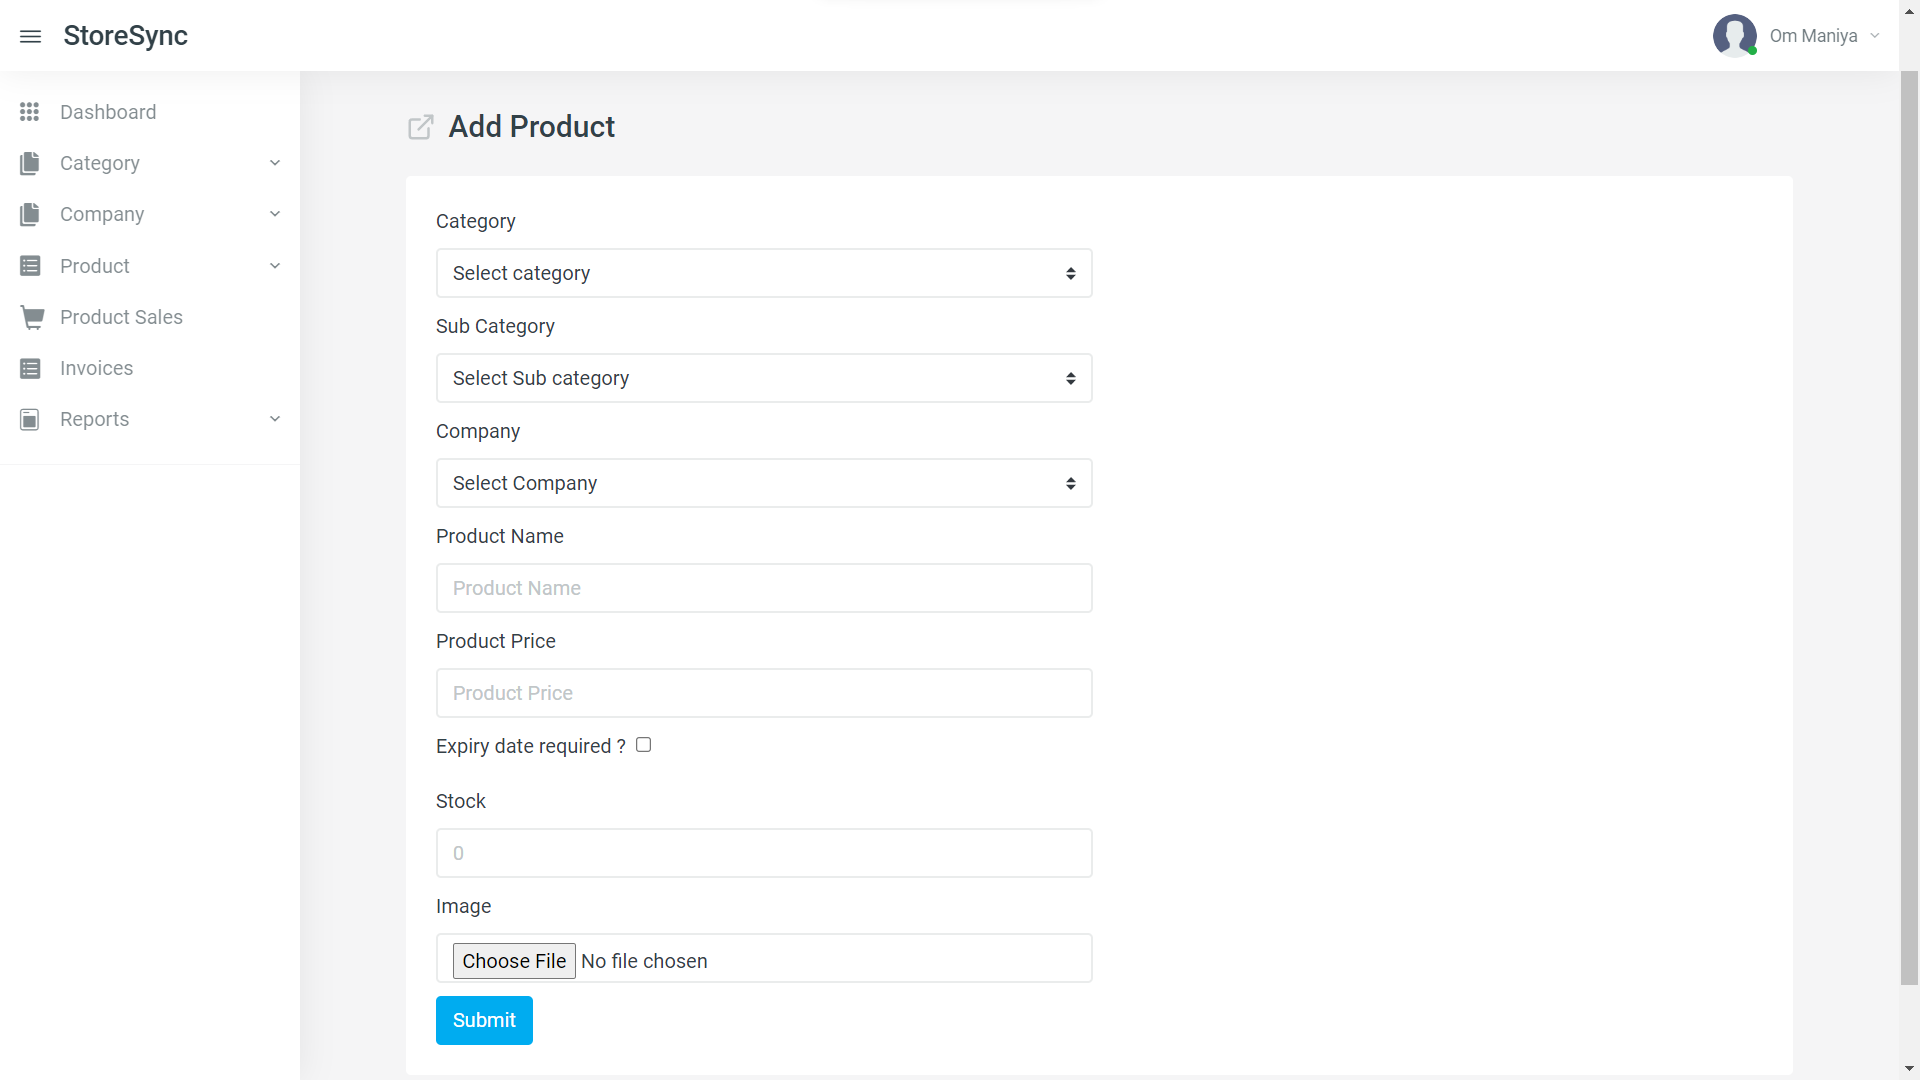 StoreSync
Om Maniya
Dashboard
Category
Company
Product
Product Sales
Invoices
Reports
Add Product
Category
Select category
Sub Category
Select Sub category
Company
Select Company
Product Name
Product Name
Product Price
Product Price
Expiry date required ?
Stock
0
Image
Choose File No file chosen
Submit